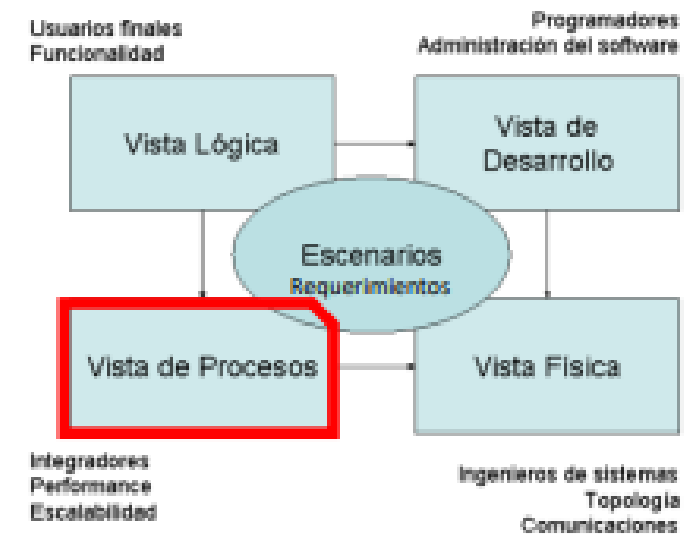 Usuarios finales
Funcionalidad
Programadores
Administración del software
Vista Lógica
Vista de
Desarrollo
Escenarios
Requerimientos
Vista de Procesos
Vista Física
Integradores
Performance
Escalabilidad
Ingenieros de sistemas
Topología
Comunicaciones